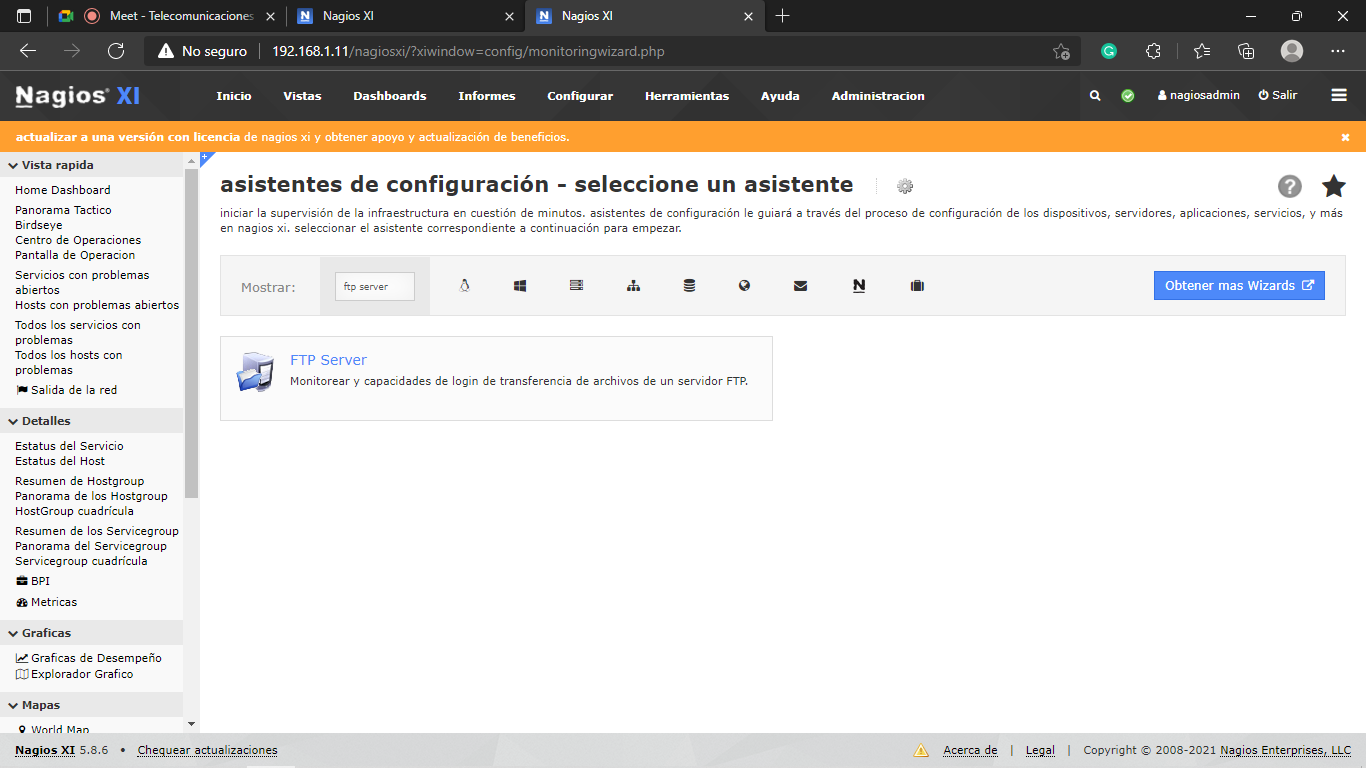 Meet - Telecomunicaciones
Nagios XI
Nagios XI
No seguro
192.168.1.11/nagiosxi/?xiwindow=config/monitoringwizard.php
Nagios® XI
Inicio
Vistas
Dashboards
Informes
Configurar
Herramientas
Ayuda
Administracion
nagiosadmin
Salir
actualizar a una versión con licencia de nagios xi y obtener apoyo y actualización de beneficios.
Vista rapida
Home Dashboard
Panorama Tactico
Birdseye
Centro de Operaciones
Pantalla de Operacion
Servicios con problemas
abiertos
Hosts con problemas abiertos
Todos los servicios con
problemas
Todos los hosts con
problemas
Salida de la red
Detalles
Estatus del Servicio
Estatus del Host
Resumen de Hostgroup
Panorama de los Hostgroup
HostGroup cuadrícula
Resumen de los Servicegroup
Panorama del Servicegroup
Servicegroup cuadrícula
BPI
Metricas
Graficas
Graficas de Desempeño
Explorador Grafico
Mapas
World Map
asistentes de configuración - seleccione un asistente
iniciar la supervisión de la infraestructura en cuestión de minutos. asistentes de configuración le guiará a través del proceso de configuración de los dispositivos, servidores, aplicaciones, servicios, y más
en nagios xi. seleccionar el asistente correspondiente a continuación para empezar.
Mostrar:
ftp server
Obtener mas Wizards
FTP Server
Monitorear y capacidades de login de transferencia de archivos de un servidor FTP.
Nagios XI 5.8.6 • Chequear actualizaciones
Acerca de | Legal | Copyright © 2008-2021 Nagios Enterprises, LLC